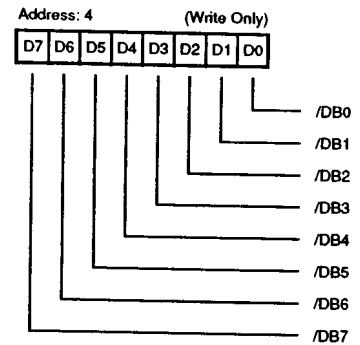 Address: 4 (Write Only)
D7 D6 D5 D4 D3 D2 D1 D0
/DB0
/DB1
/DB2
/DB3
/DB4
/DB5
/DB6
/DB7